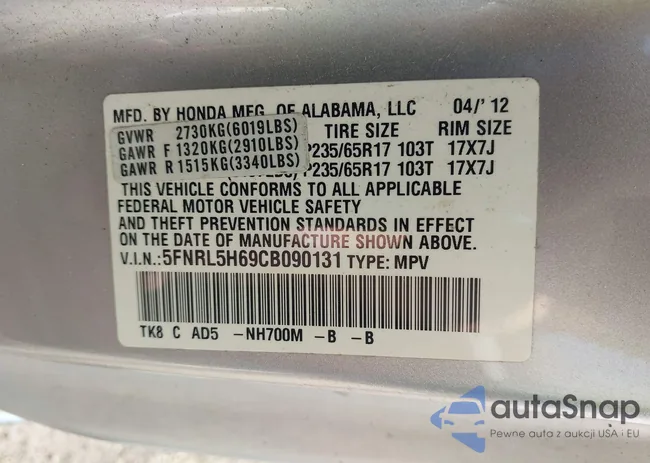 MFD. BY HONDA MFG. OF ALABAMA, LLC 04/'12
GVWR 2730KG(6019LBS) TIRE SIZE RIM SIZE
GAWR F 1320KG(2910LBS) P235/65R17 103T 17X7J
GAWR R 1515KG(3340LBS) P235/65R17 103T 17X7J
THIS VEHICLE CONFORMS TO ALL APPLICABLE
FEDERAL MOTOR VEHICLE SAFETY
AND THEFT PREVENTION STANDARDS IN EFFECT
ON THE DATE OF MANUFACTURE SHOWN ABOVE.
V.I.N.: 5FNRL5H69CB090131 TYPE: MPV
TK8 C AD5 -NH700M -B -B
autaSnap
Pewne auta z aukcji USA i EU